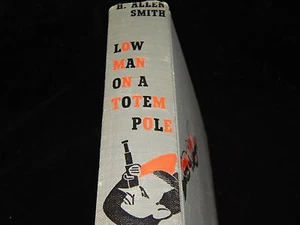 H. ALLEN
SMITH
LOW
MAN
ON A
TOTEM
POLE